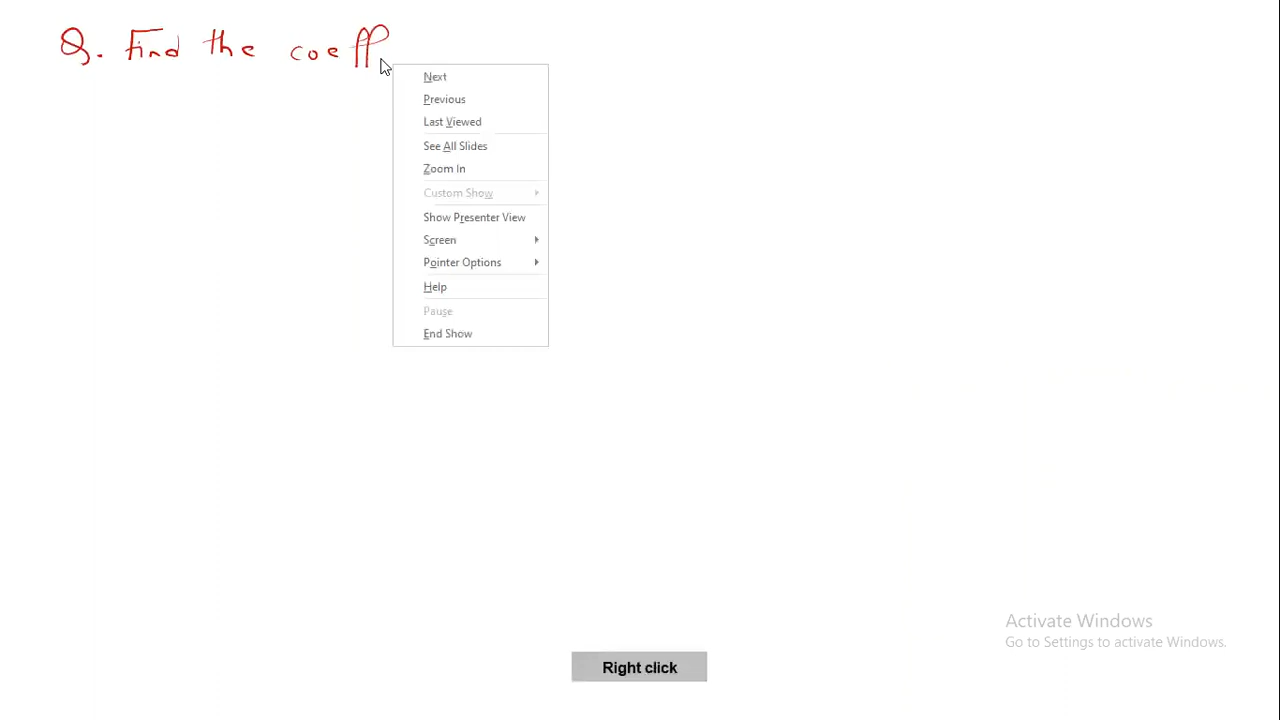 Q. Find the coeff
Next
Previous
Last Viewed
See All Slides
Zoom In
Custom Show
Show Presenter View
Screen
Pointer Options
Help
Pause
End Show
Activate Windows
Go to Settings to activate Windows.
Right click